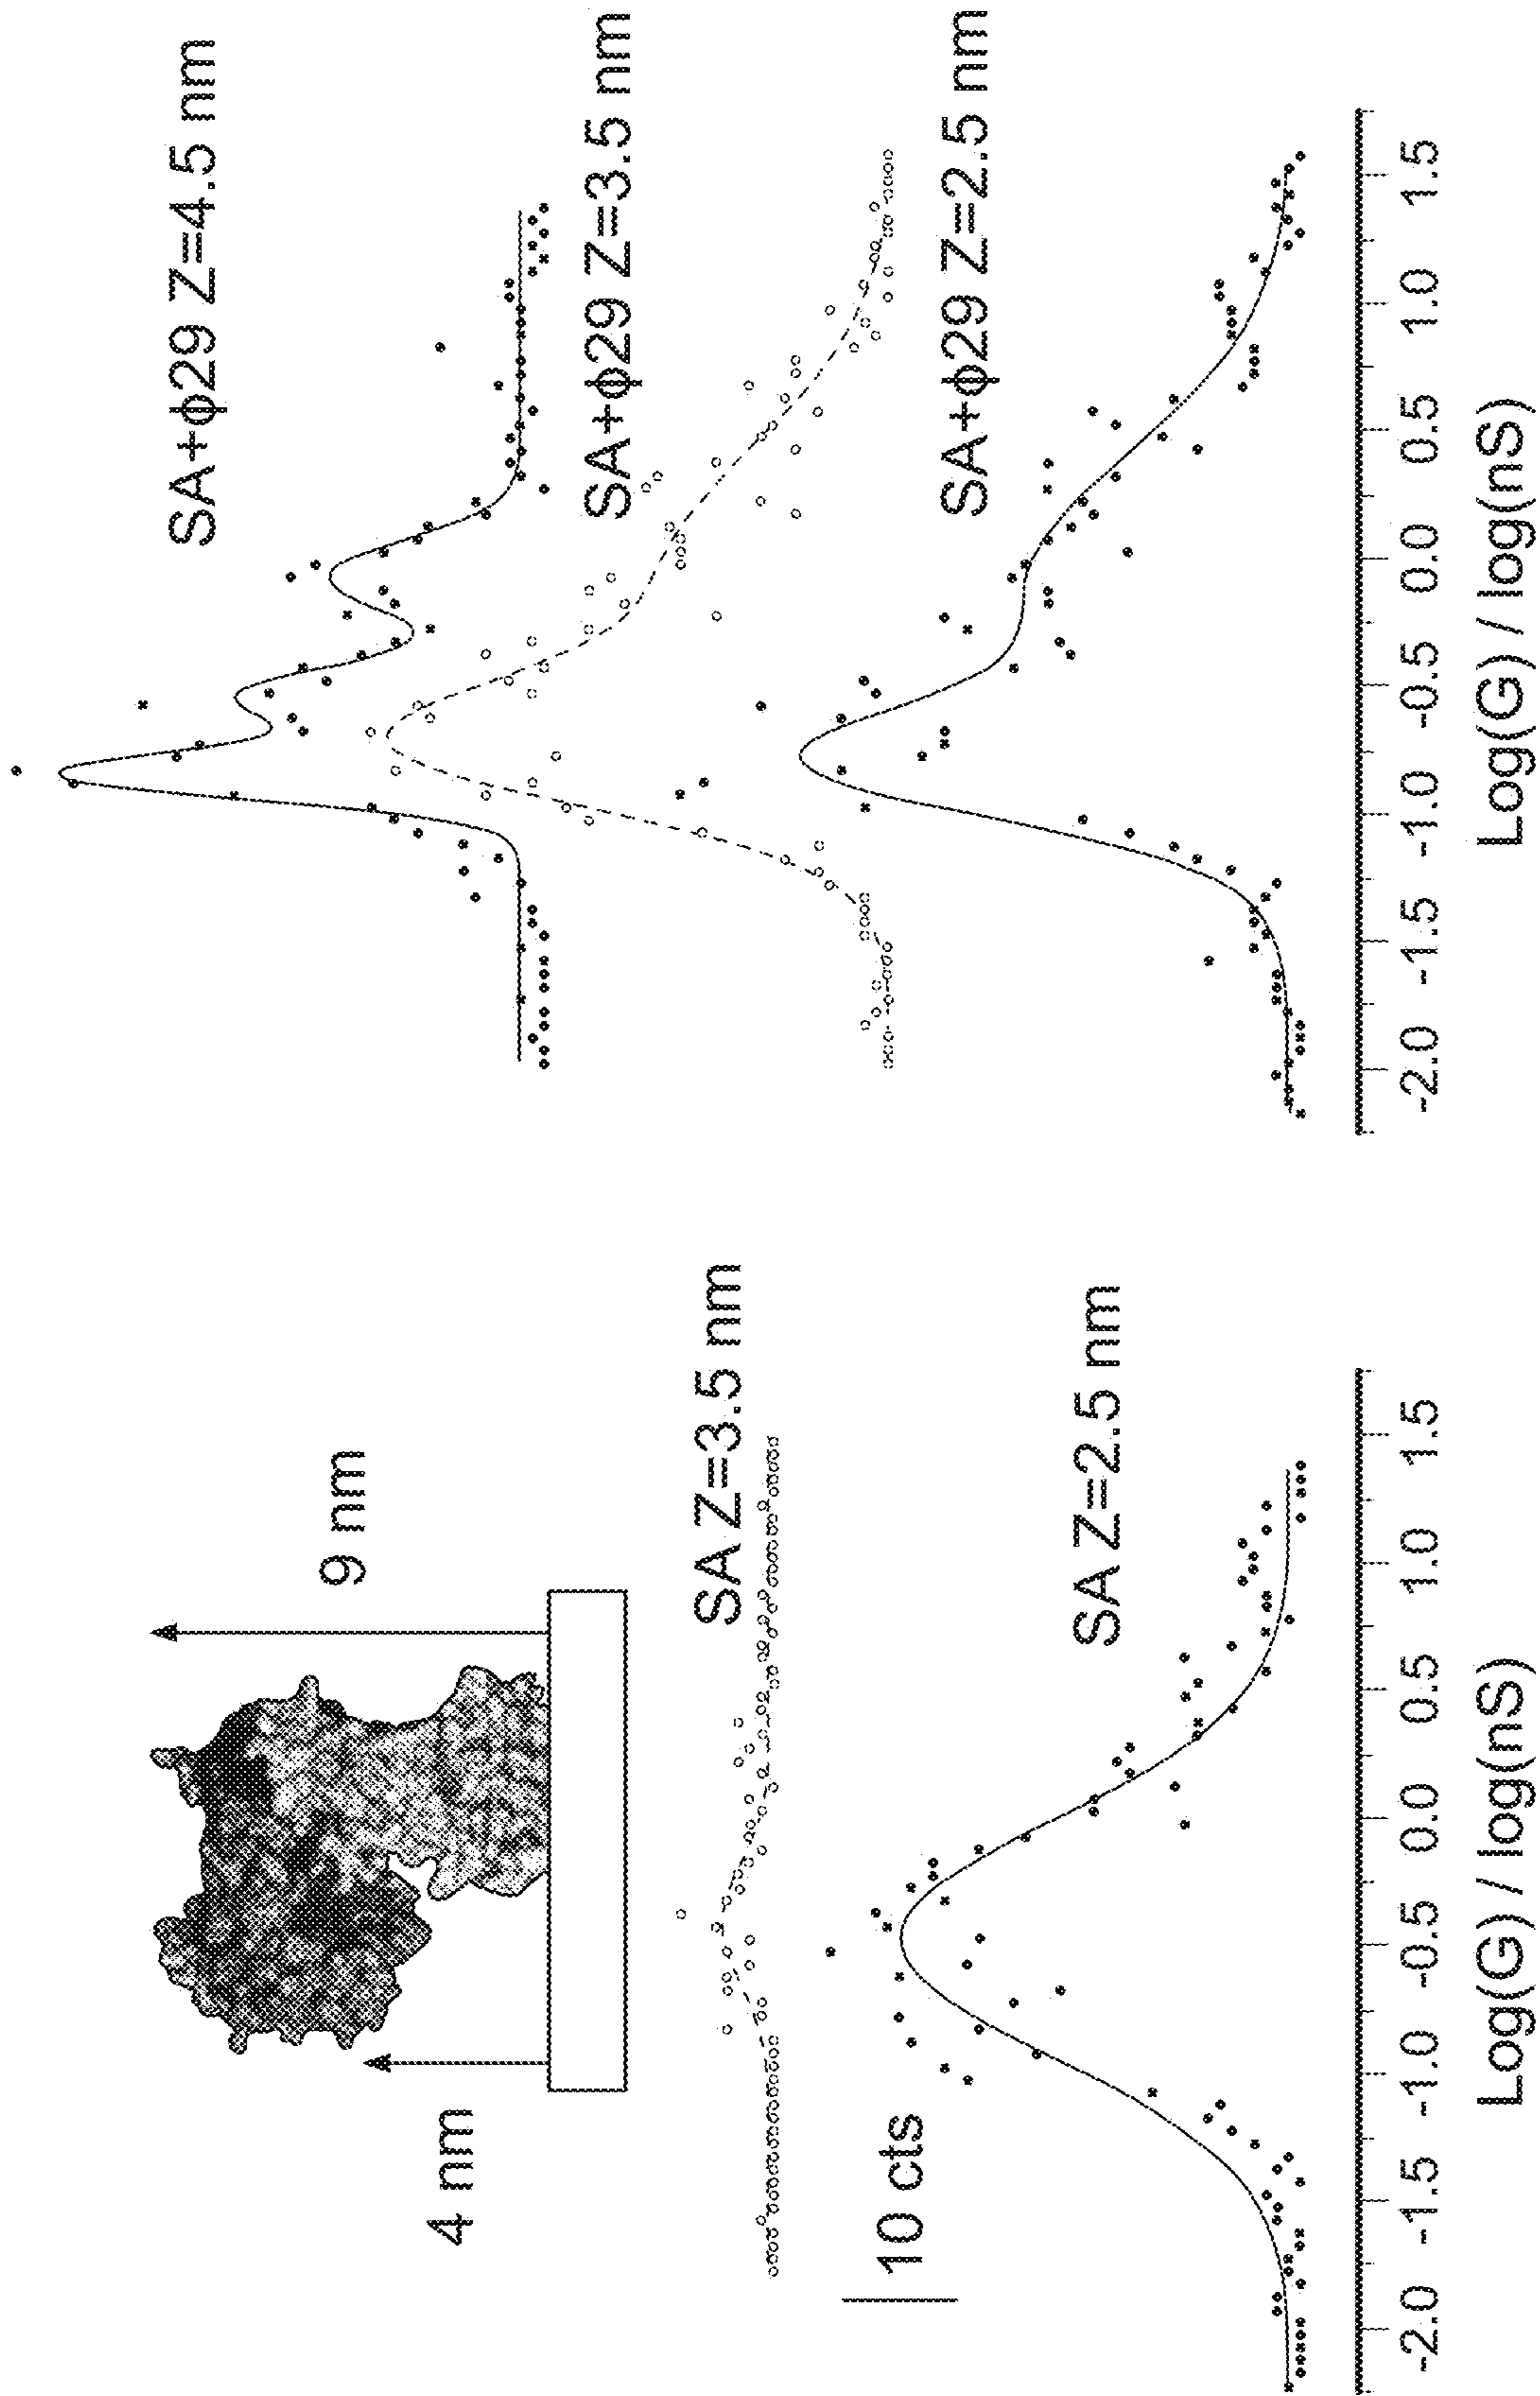 9 nm
4 nm
SA Z=3.5 nm
10 cts
SA Z=2.5 nm
-2.0 -1.5 -1.0 -0.5 0.0 0.5 1.0 1.5
Log(G) / log(nS)
SA+ϕ29 Z=4.5 nm
SA+ϕ29 Z=3.5 nm
SA+ϕ29 Z=2.5 nm
-2.0 -1.5 -1.0 -0.5 0.0 0.5 1.0 1.5
Log(G) / log(nS)